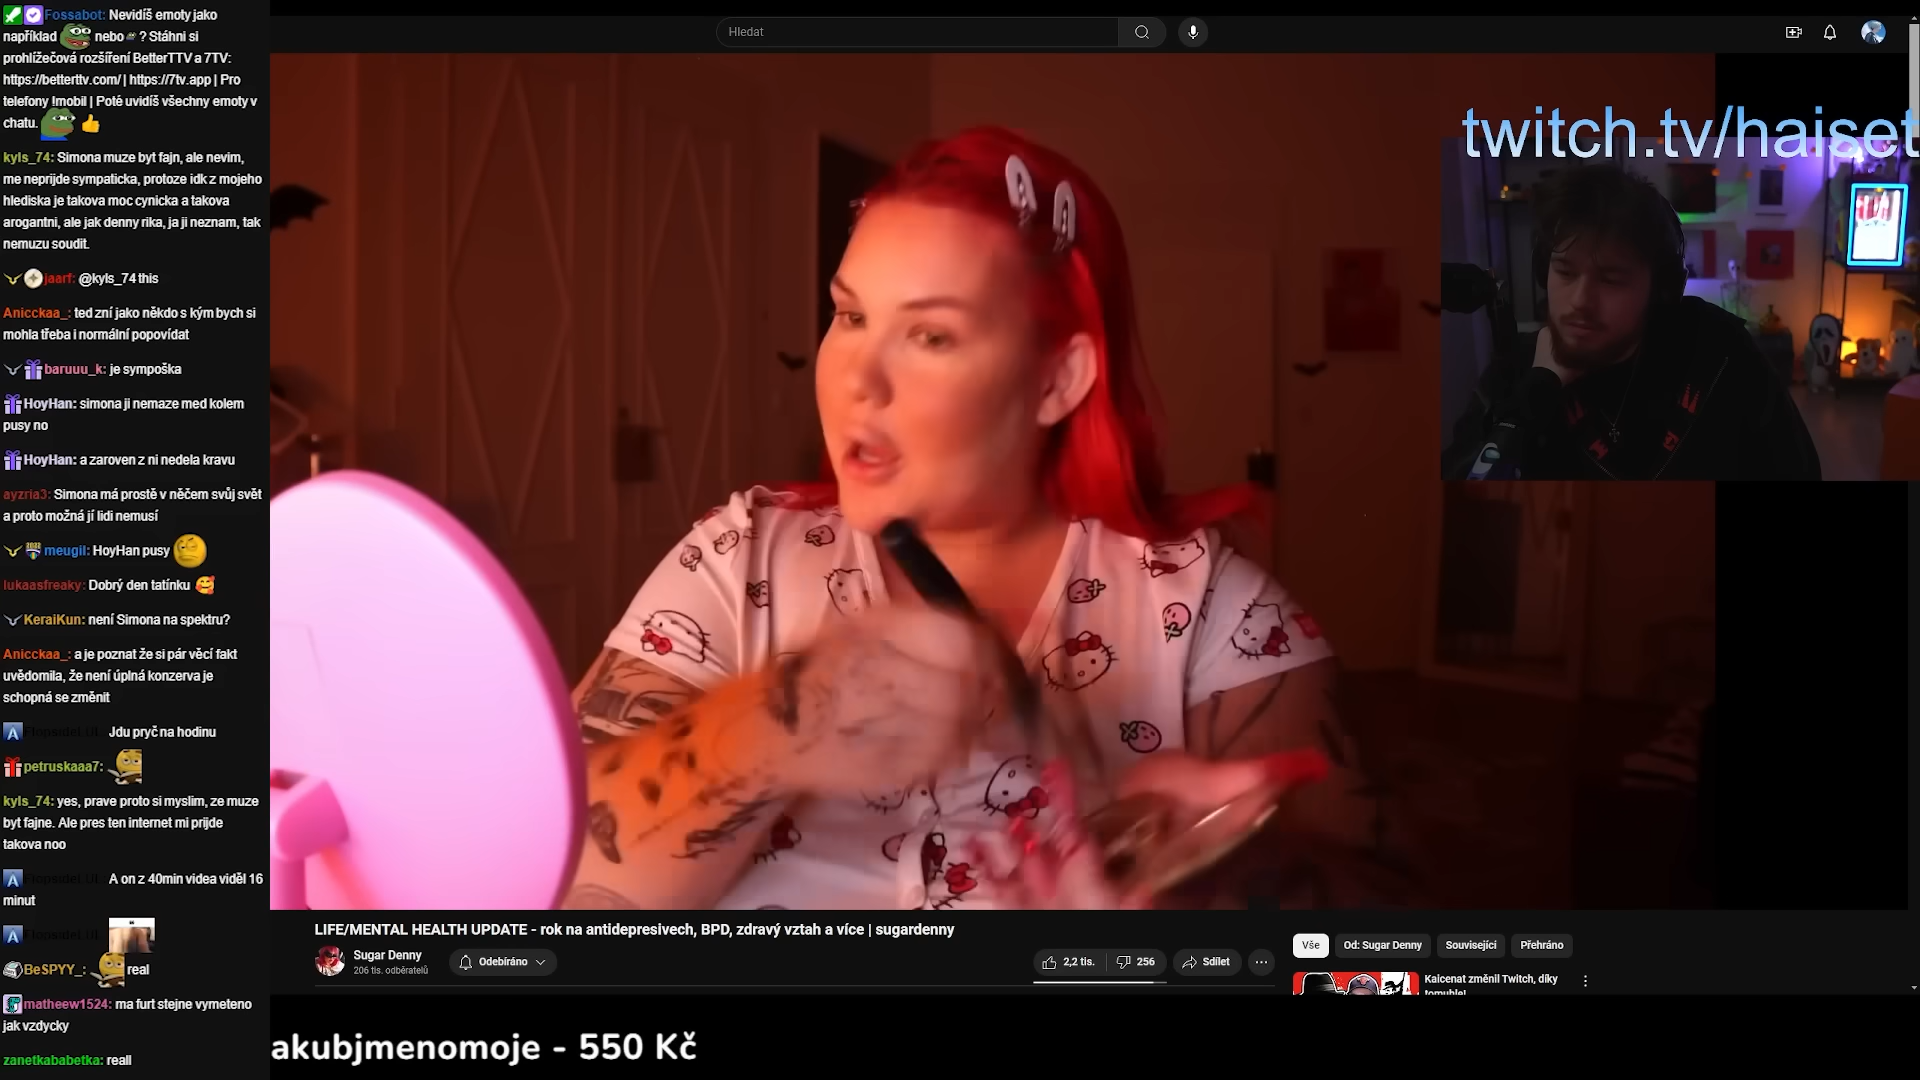 Fossabot: Nevidíš emoty jako
například nebo ? Stáhni si
prohlížečová rozšíření BetterTTV a 7TV:
https://betterttv.com/ | https://7tv.app | Pro
telefony !mobil | Poté uvidíš všechny emoty v
chatu.
kyls_74: Simona muze byt fajn, ale nevim,
me neprijde sympaticka, protoze idk z mojeho
hlediska je takova moc cynicka a takova
arogantni, ale jak denny rika, ja ji neznam, tak
nemuzu soudit.
jaarf: @kyls_74 this
Anicckaa_: ted zní jako někdo s kým bych si
mohla třeba i normální popovídat
baruuu_k: je sympoška
HoyHan: simona ji nemaze med kolem
pusy no
HoyHan: a zaroven z ni nedela kravu
ayzria3: Simona má prostě v něčem svůj svět
a proto možná jí lidi nemusí
meugil: HoyHan pusy
lukaasfreaky: Dobrý den tatínku
KeraiKun: není Simona na spektru?
Anicckaa_: a je poznat že si pár věcí fakt
uvědomila, že není úplná konzerva je
schopná se změnit
Jdu pryč na hodinu
petruskaaa7:
kyls_74: yes, prave proto si myslim, ze muze
byt fajne. Ale pres ten internet mi prijde
takova noo
A on z 40min videa viděl 16
minut
BeSPYY_: real
matheew1524: ma furt stejne vymeteno
jak vzdycky
zanetkababetka: reall
Hledat
twitch.tv/haiset
LIFE/MENTAL HEALTH UPDATE - rok na antidepresivech, BPD, zdravý vztah a více | sugardenny
Sugar Denny
206 tis. odběratelů
Odebíráno
2,2 tis.
256
Sdílet
Vše
Od: Sugar Denny
Související
Přehráno
Kaicenat změnil Twitch, díky
tomuhle!
akubjmenomoje - 550 Kč